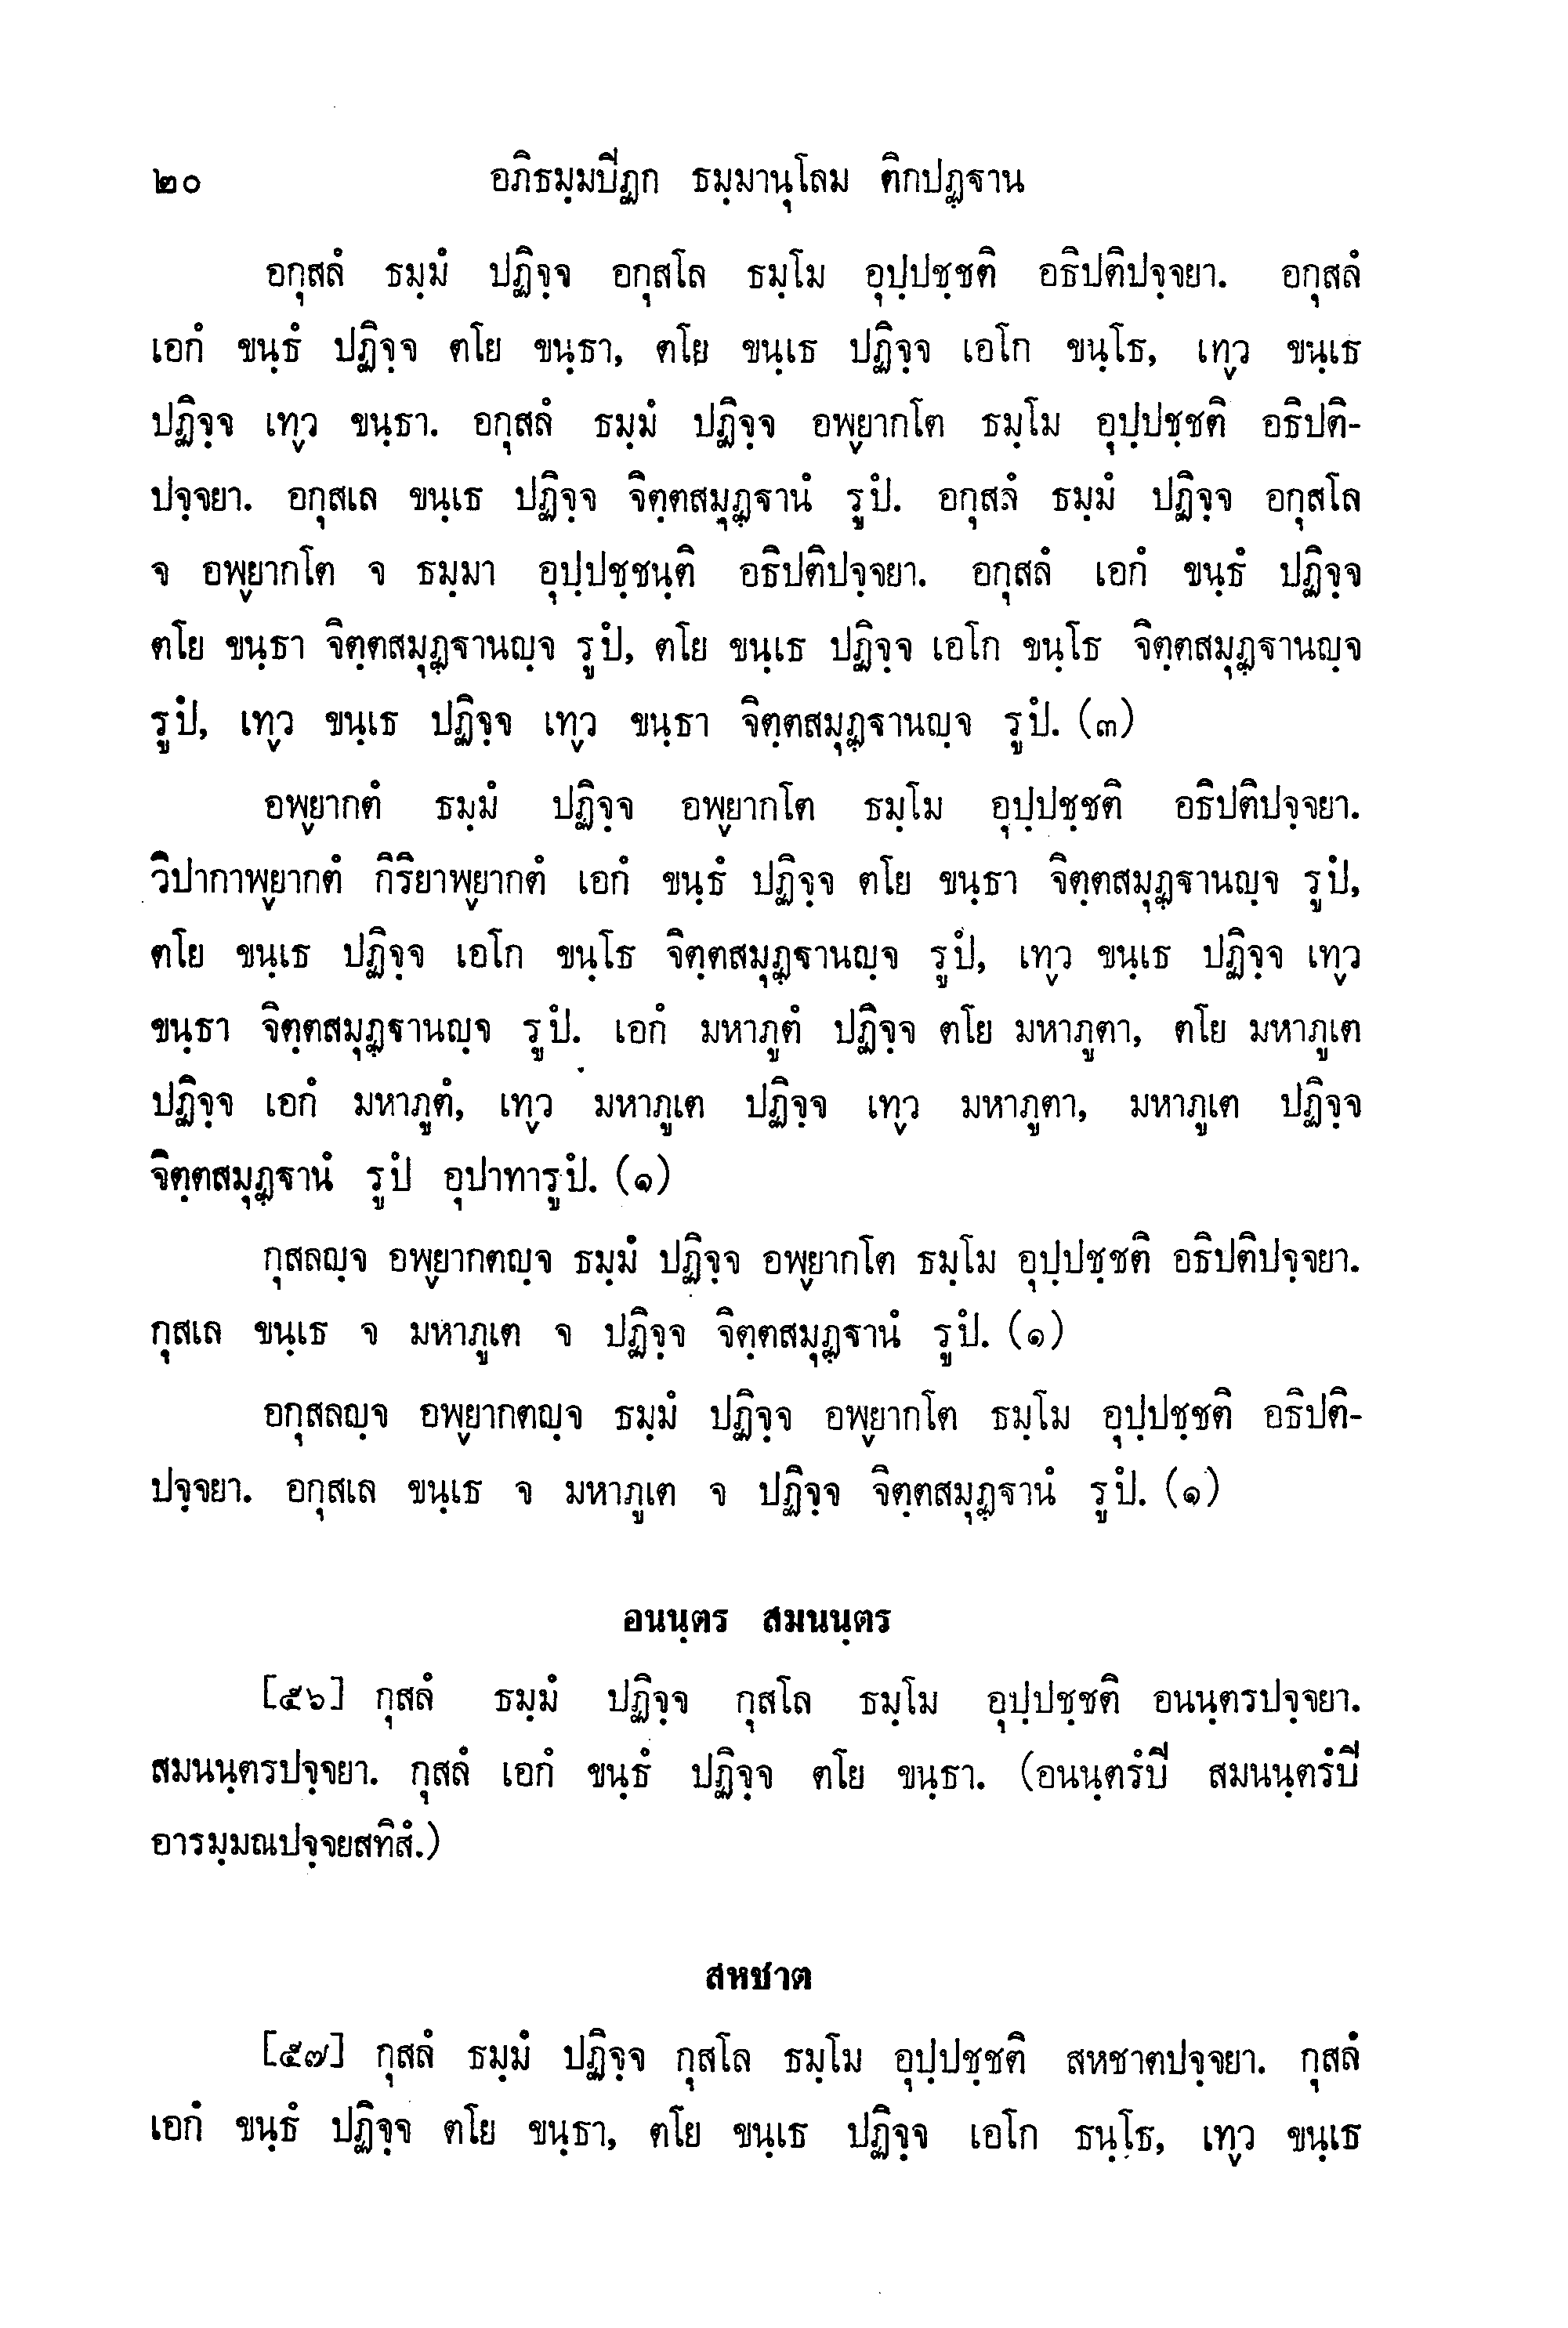 ๒๐ อภิธมฺมปีฏก ธมฺมานุโลม ติกปฏฺฐาน
อกุสลํ ธมฺมํ ปฏิจฺจ อกุสโล ธมฺโม อุปฺปชฺชติ อธิปติปจฺจยา. อกุสลํ
เอกํ ขนฺธํ ปฏิจฺจ ตโย ขนฺธา, ตโย ขนฺเธ ปฏิจฺจ เอโก ขนฺโธ, เทฺว ขนฺเธ
ปฏิจฺจ เทฺว ขนฺธา. อกุสลํ ธมฺมํ ปฏิจฺจ อพฺยากโต ธมฺโม อุปฺปชฺชติ อธิปติ-
ปจฺจยา. อกุสเล ขนฺเธ ปฏิจฺจ จิตฺตสมุฏฺฐานํ รูปํ. อกุสลํ ธมฺมํ ปฏิจฺจ อกุสโล
จ อพฺยากโต จ ธมฺมา อุปฺปชฺชนฺติ อธิปติปจฺจยา. อกุสลํ เอกํ ขนฺธํ ปฏิจฺจ
ตโย ขนฺธา จิตฺตสมุฏฺฐานญฺจ รูปํ, ตโย ขนฺเธ ปฏิจฺจ เอโก ขนฺโธ จิตฺตสมุฏฺฐานญฺจ
รูปํ, เทฺว ขนฺเธ ปฏิจฺจ เทฺว ขนฺธา จิตฺตสมุฏฺฐานญฺจ รูปํ. (๓)
อพฺยากตํ ธมฺมํ ปฏิจฺจ อพฺยากโต ธมฺโม อุปฺปชฺชติ อธิปติปจฺจยา.
วิปากาพฺยากตํ กิริยาพฺยากตํ เอกํ ขนฺธํ ปฏิจฺจ ตโย ขนฺธา จิตฺตสมุฏฺฐานญฺจ รูปํ,
ตโย ขนฺเธ ปฏิจฺจ เอโก ขนฺโธ จิตฺตสมุฏฺฐานญฺจ รูปํ, เทฺว ขนฺเธ ปฏิจฺจ เทฺว
ขนฺธา จิตฺตสมุฏฺฐานญฺจ รูปํ. เอกํ มหาภูตํ ปฏิจฺจ ตโย มหาภูตา, ตโย มหาภูเต
ปฏิจฺจ เอกํ มหาภูตํ, เทฺว มหาภูเต ปฏิจฺจ เทฺว มหาภูตา, มหาภูเต ปฏิจฺจ
จิตฺตสมุฏฺฐานํ รูปํ อุปาทารูปํ. (๑)
กุสลญฺจ อพฺยากตญฺจ ธมฺมํ ปฏิจฺจ อพฺยากโต ธมฺโม อุปฺปชฺชติ อธิปติปจฺจยา.
กุสเล ขนฺเธ จ มหาภูเต จ ปฏิจฺจ จิตฺตสมุฏฺฐานํ รูปํ. (๑)
อกุสลญฺจ อพฺยากตญฺจ ธมฺมํ ปฏิจฺจ อพฺยากโต ธมฺโม อุปฺปชฺชติ อธิปติ-
ปจฺจยา. อกุสเล ขนฺเธ จ มหาภูเต จ ปฏิจฺจ จิตฺตสมุฏฺฐานํ รูปํ. (๑)
อนนฺตร สมนนฺตร
[๕๖] กุสลํ ธมฺมํ ปฏิจฺจ กุสโล ธมฺโม อุปฺปชฺชติ อนนฺตรปจฺจยา.
สมนนฺตรปจฺจยา. กุสลํ เอกํ ขนฺธํ ปฏิจฺจ ตโย ขนฺธา. (อนนฺตรํปี สมนนฺตรํปี
อารมฺมณปจฺจยสทิสํ.)
สหชาต
[๕๗] กุสลํ ธมฺมํ ปฏิจฺจ กุสโล ธมฺโม อุปฺปชฺชติ สหชาตปจฺจยา. กุสลํ
เอกํ ขนฺธํ ปฏิจฺจ ตโย ขนฺธา, ตโย ขนฺเธ ปฏิจฺจ เอโก ธนฺโธ, เทฺว ขนฺเธ